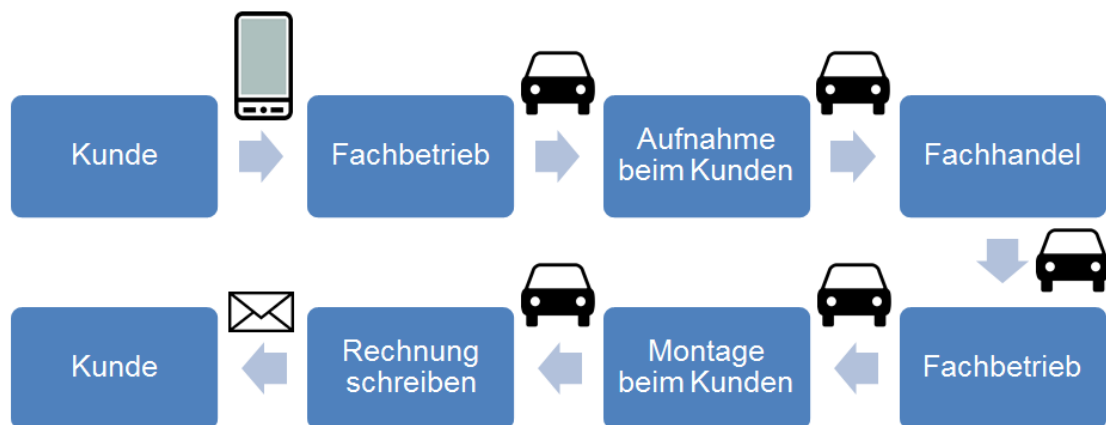 Kunde
Fachbetrieb
Aufnahme
beim Kunden
Fachhandel
Fachbetrieb
Montage
beim Kunden
Rechnung
schreiben
Kunde